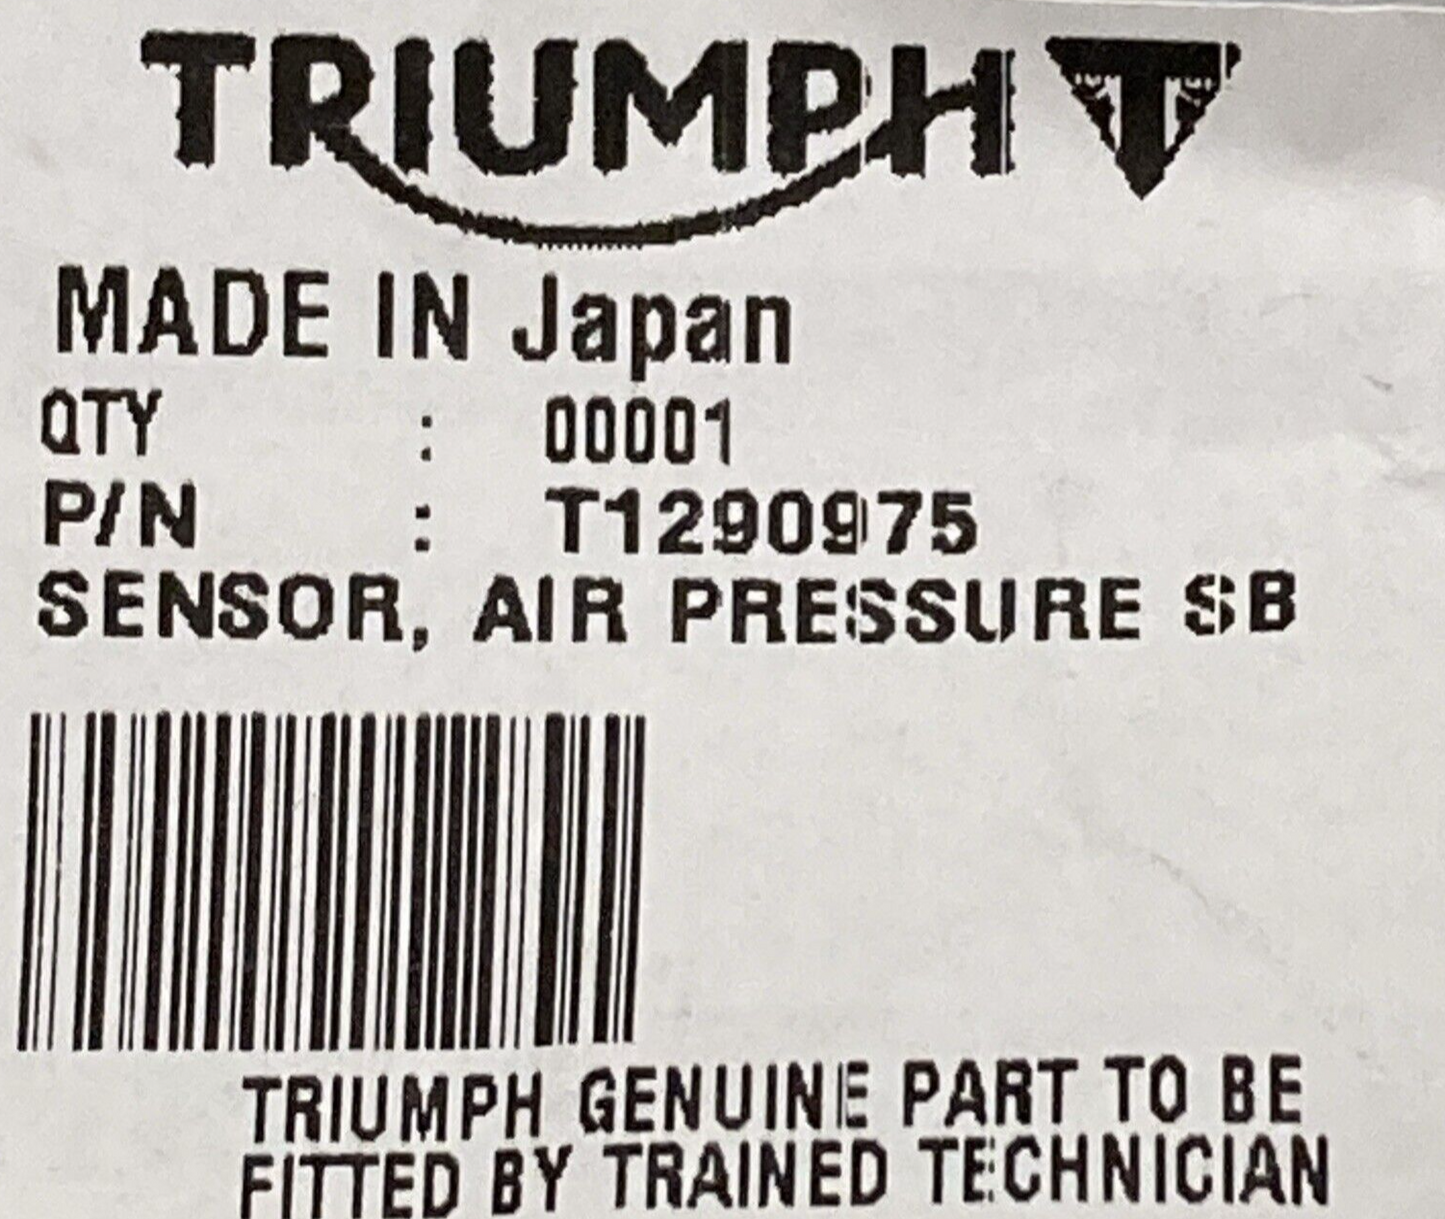 TRIUMPH T
MADE IN Japan
QTY : 00001
P/N : T1290975
SENSOR, AIR PRESSURE SB
TRIUMPH GENUINE PART TO BE
FITTED BY TRAINED TECHNICIAN